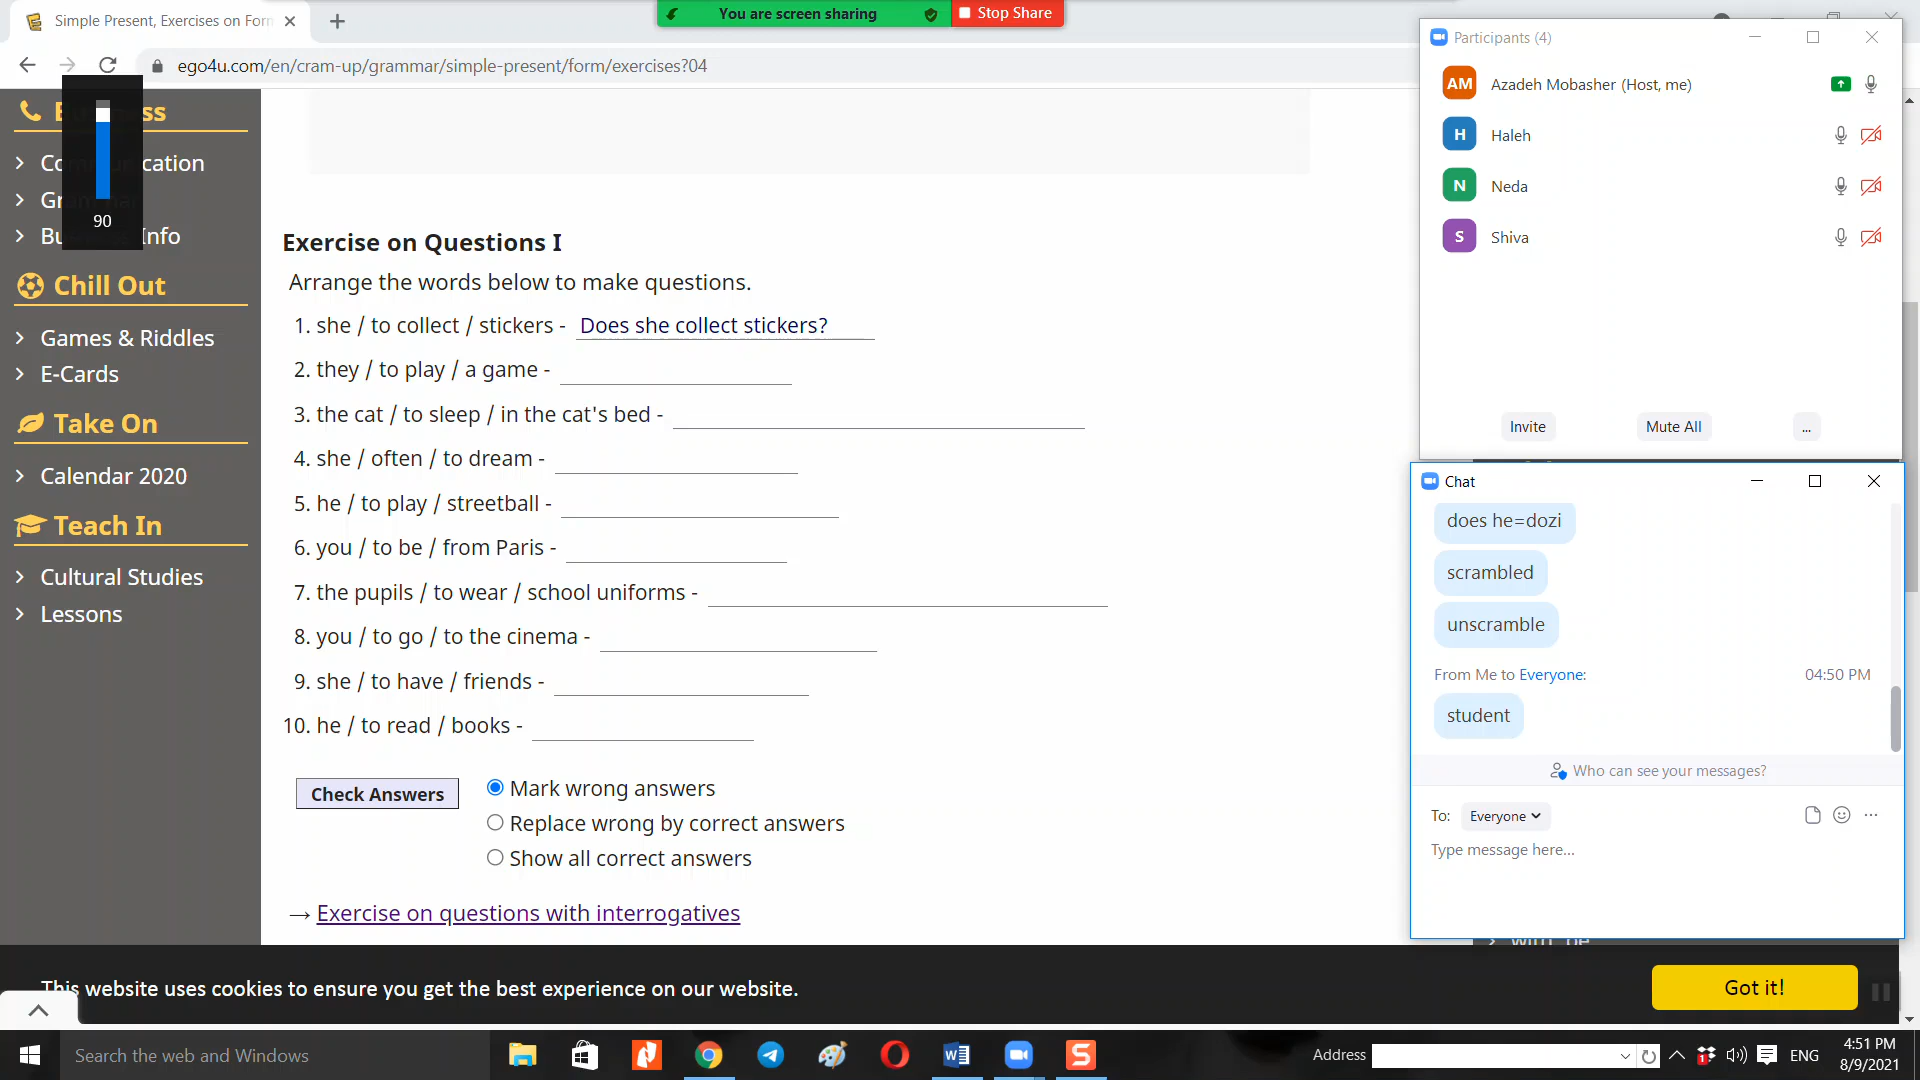 Simple Present, Exercises on Form
You are screen sharing
Stop Share
ego4u.com/en/cram-up/grammar/simple-present/form/exercises?04
90
Info
Chill Out
Games & Riddles
E-Cards
Take On
Calendar 2020
Teach In
Cultural Studies
Lessons
Exercise on Questions I
Arrange the words below to make questions.
1. she / to collect / stickers - Does she collect stickers?
2. they / to play / a game -
3. the cat / to sleep / in the cat's bed -
4. she / often / to dream -
5. he / to play / streetball -
6. you / to be / from Paris -
7. the pupils / to wear / school uniforms -
8. you / to go / to the cinema -
9. she / to have / friends -
10. he / to read / books -
Check Answers
Mark wrong answers
Replace wrong by correct answers
Show all correct answers
→ Exercise on questions with interrogatives
Participants (4)
AM Azadeh Mobasher (Host, me)
H Haleh
N Neda
S Shiva
Invite
Mute All
...
Chat
does he=dozi
scrambled
unscramble
From Me to Everyone:
04:50 PM
student
Who can see your messages?
To: Everyone
Type message here...
This website uses cookies to ensure you get the best experience on our website.
Got it!
Search the web and Windows
Address
ENG
4:51 PM
8/9/2021